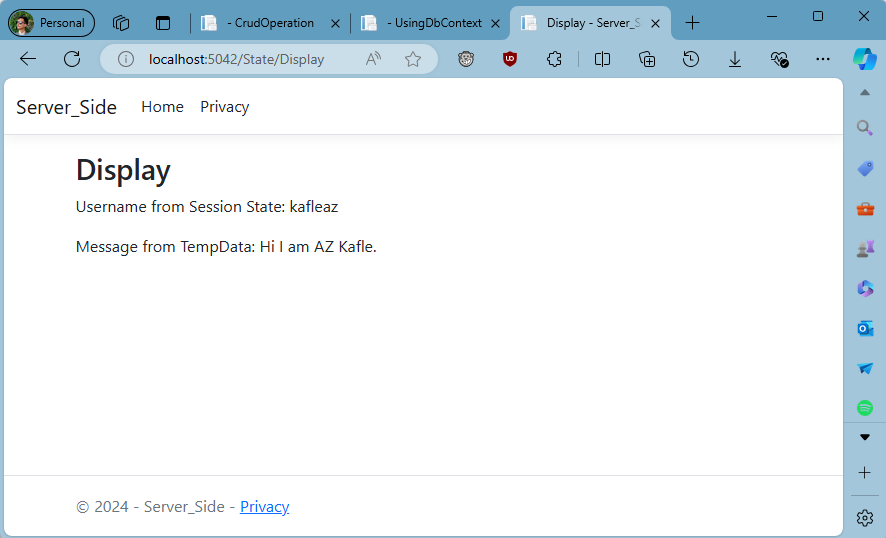 Personal
- CrudOperation
- UsingDbContext
Display - Server_S
localhost:5042/State/Display
Server_Side Home Privacy
Display
Username from Session State: kafleaz
Message from TempData: Hi I am AZ Kafle.
© 2024 - Server_Side - Privacy